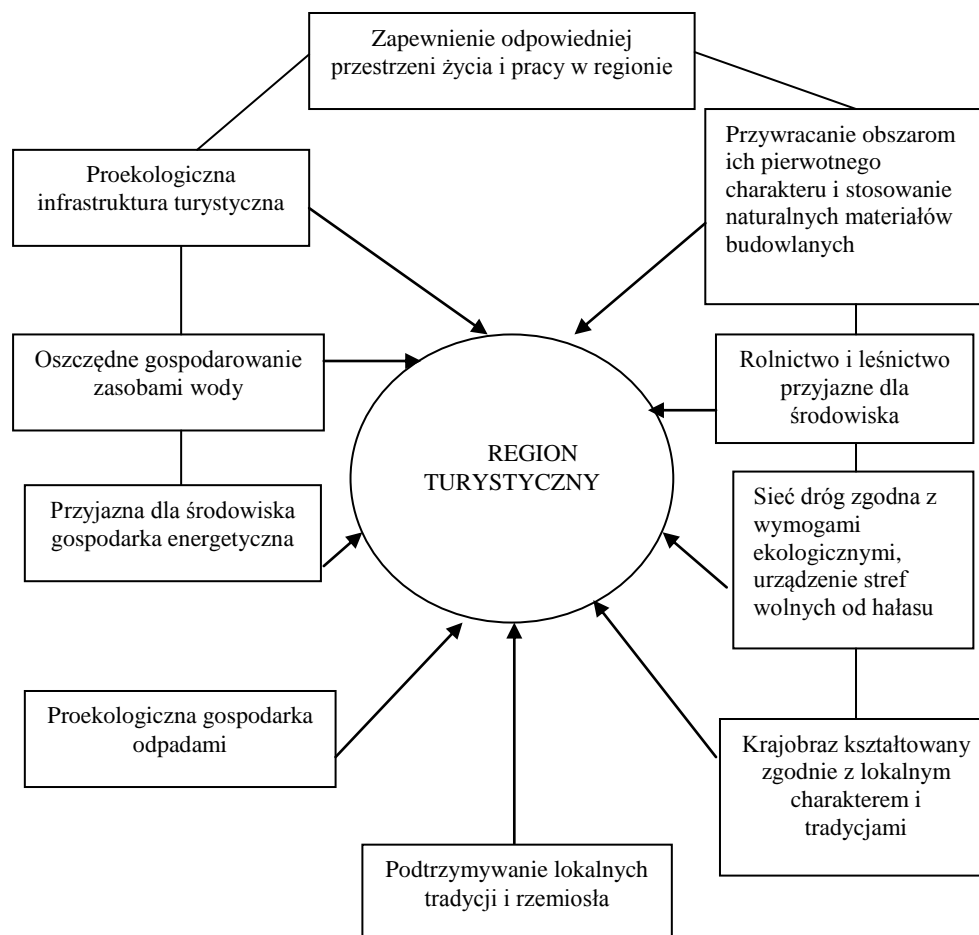 Zapewnienie odpowiedniej
przestrzeni życia i pracy w regionie
Proekologiczna
infrastruktura turystyczna
Przywracanie obszarom
ich pierwotnego
charakteru i stosowanie
naturalnych materiałów
budowlanych
Oszczędne gospodarowanie
zasobami wody
Rolnictwo i leśnictwo
przyjazne dla
środowiska
REGION
TURYSTYCZNY
Przyjazna dla środowiska
gospodarka energetyczna
Sieć dróg zgodna z
wymogami
ekologicznymi,
urządzenie stref
wolnych od hałasu
Proekologiczna gospodarka
odpadami
Krajobraz kształtowany
zgodnie z lokalnym
charakterem i
tradycjami
Podtrzymywanie lokalnych
tradycji i rzemiosła